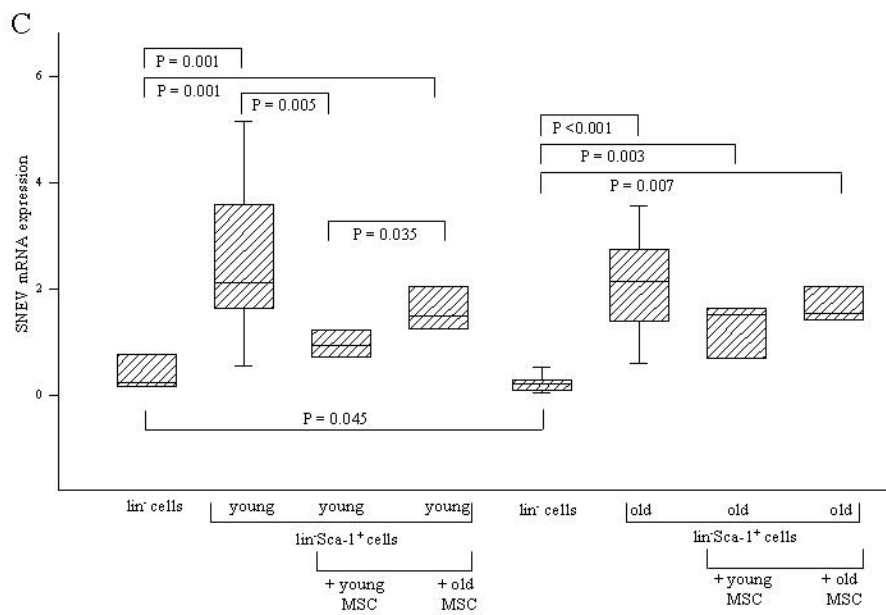 C
P = 0.001
6
P = 0.001
P = 0.005
P <0.001
P = 0.003
4
P = 0.007
P = 0.035
SNEV mRNA expression
2
0
P = 0.045
lin⁻ cells young young young lin⁻ cells old old old
lin⁻Sca-1⁺ cells lin⁻Sca-1⁺ cells
+ young + old + young + old
MSC MSC MSC MSC